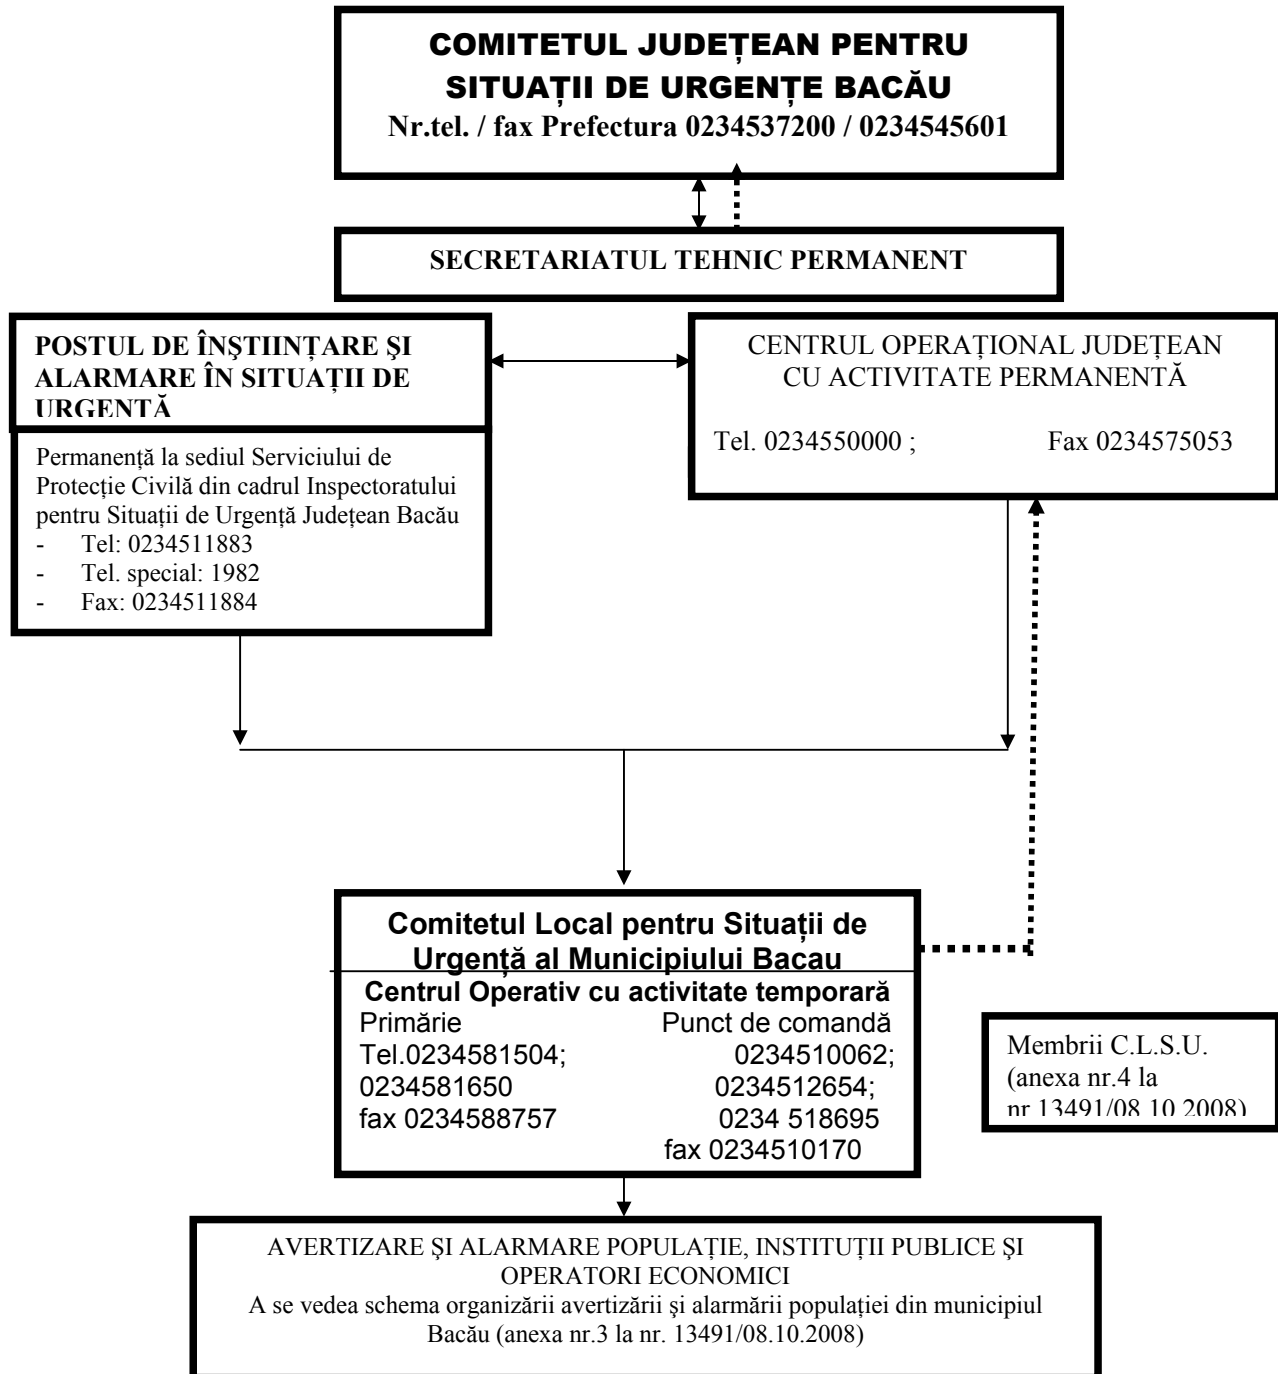 COMITETUL JUDEȚEAN PENTRU
SITUAȚII DE URGENȚE BACĂU
Nr.tel. / fax Prefectura 0234537200 / 0234545601
SECRETARIATUL TEHNIC PERMANENT
POSTUL DE ÎNŞTIINȚARE ŞI
ALARMARE ÎN SITUAȚII DE
URGENȚĂ
Permanență la sediul Serviciului de
Protecție Civilă din cadrul Inspectoratului
pentru Situații de Urgență Județean Bacău
- Tel: 0234511883
- Tel. special: 1982
- Fax: 0234511884
CENTRUL OPERAȚIONAL JUDEȚEAN
CU ACTIVITATE PERMANENTĂ
Tel. 0234550000 ; Fax 0234575053
Comitetul Local pentru Situații de
Urgență al Municipiului Bacau
Centrul Operativ cu activitate temporară
Primărie Punct de comandă
Tel.0234581504; 0234510062;
0234581650 0234512654;
fax 0234588757 0234 518695
fax 0234510170
Membrii C.L.S.U.
(anexa nr.4 la
nr.13491/08.10.2008)
AVERTIZARE ŞI ALARMARE POPULAȚIE, INSTITUȚII PUBLICE ŞI
OPERATORI ECONOMICI
A se vedea schema organizării avertizării şi alarmării populației din municipiul
Bacău (anexa nr.3 la nr. 13491/08.10.2008)